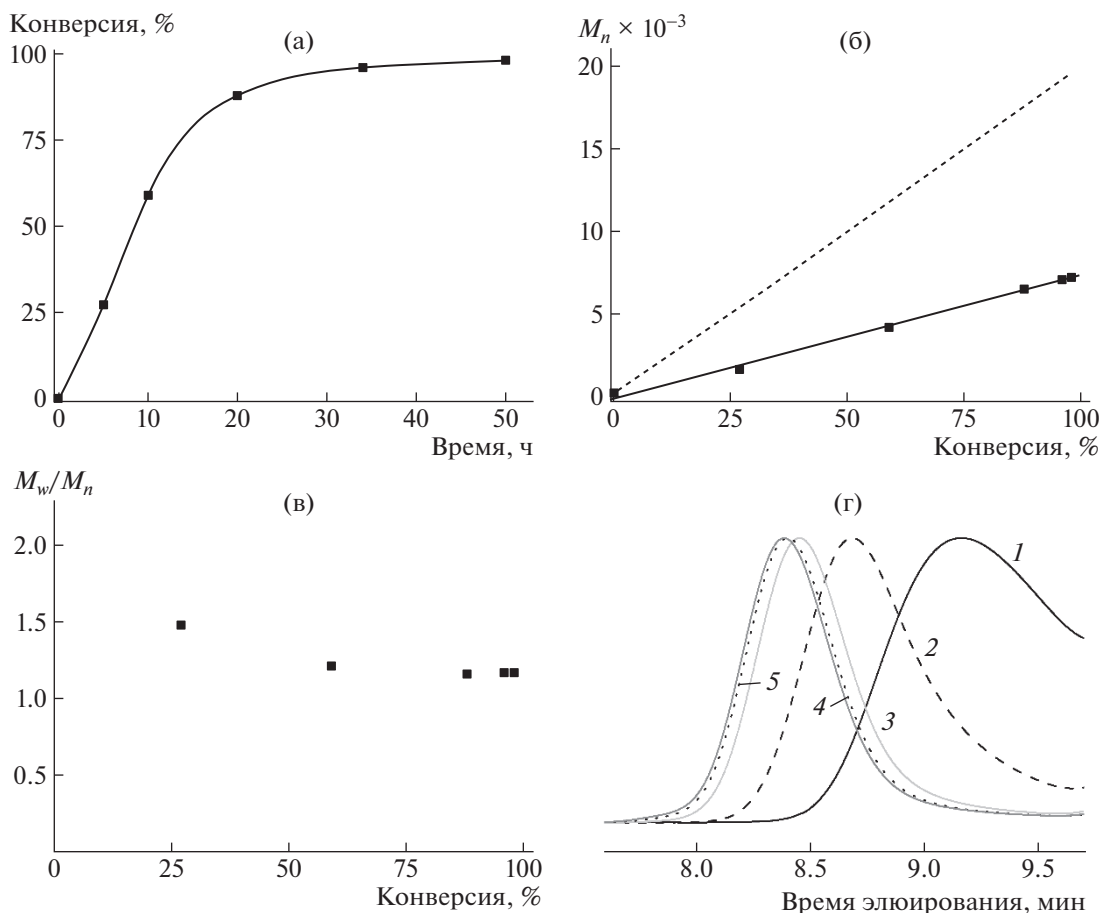 Конверсия, %
(а)
100
75
50
25
0
0 10 20 30 40 50
Время, ч
M_n × 10^−3
(б)
20
15
10
5
0
0 25 50 75 100
Конверсия, %
M_w/M_n
(в)
2.0
1.5
1.0
0.5
0 25 50 75 100
Конверсия, %
(г)
1
2
3
4
5
8.0 8.5 9.0 9.5
Время элюирования, мин